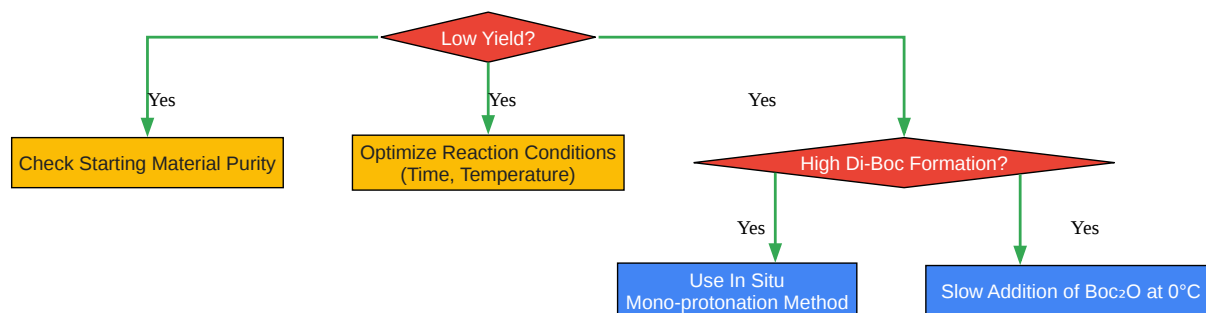 Low Yield?
Yes
Yes
Yes
Check Starting Material Purity
Optimize Reaction Conditions
(Time, Temperature)
High Di-Boc Formation?
Yes
Yes
Use In Situ
Mono-protonation Method
Slow Addition of Boc₂O at 0°C